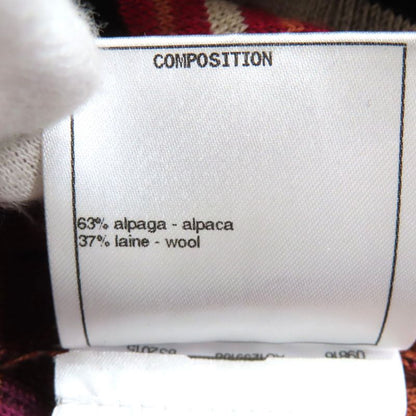 COMPOSITION
63% alpaga - alpaca
37% laine - wool